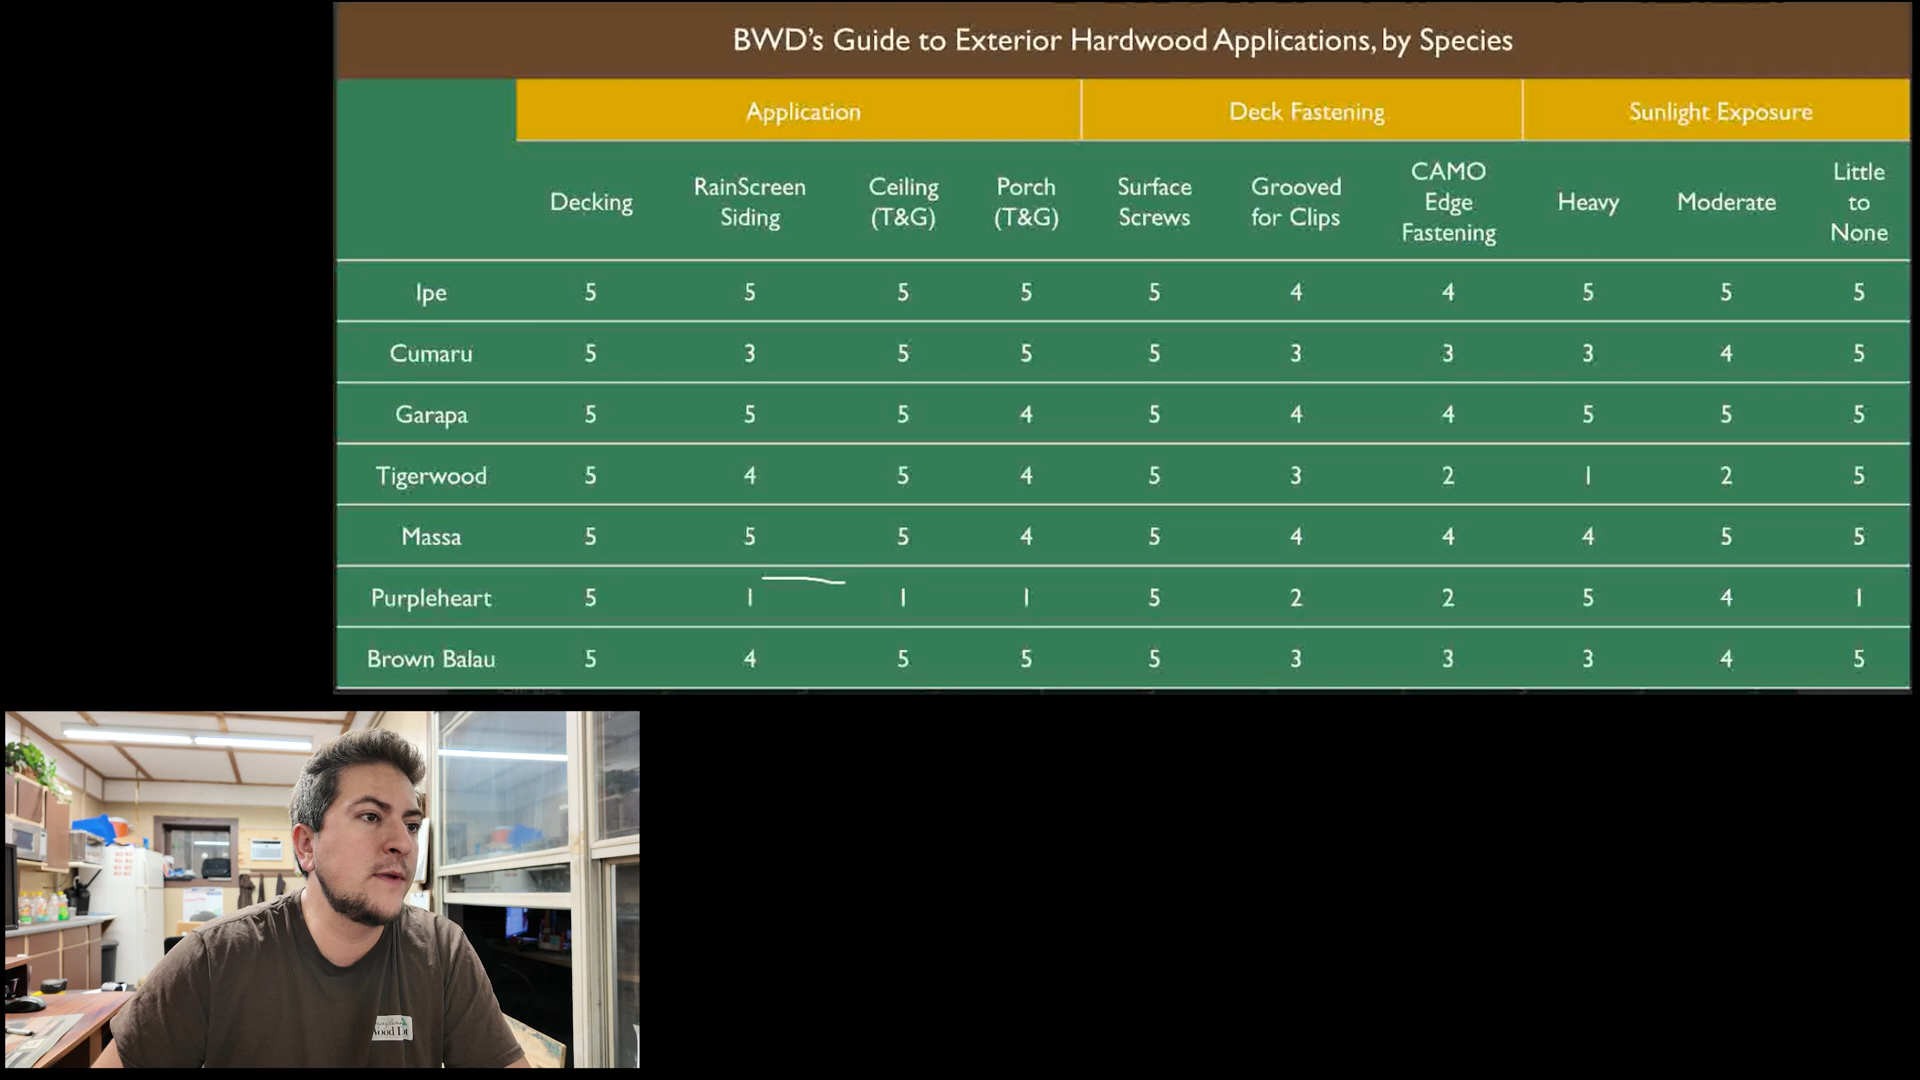 BWD's Guide to Exterior Hardwood Applications, by Species
Application Deck Fastening Sunlight Exposure
Decking RainScreen Siding Ceiling (T&G) Porch (T&G) Surface Screws Grooved for Clips CAMO Edge Fastening Heavy Moderate Little to None
Ipe 5 5 5 5 5 4 4 5 5 5
Cumaru 5 3 5 5 5 3 3 3 4 5
Garapa 5 5 5 4 5 4 4 5 5 5
Tigerwood 5 4 5 4 5 3 2 1 2 5
Massa 5 5 5 4 5 4 4 4 5 5
Purpleheart 5 1 1 1 5 2 2 5 4 1
Brown Balau 5 4 5 5 5 3 3 3 4 5